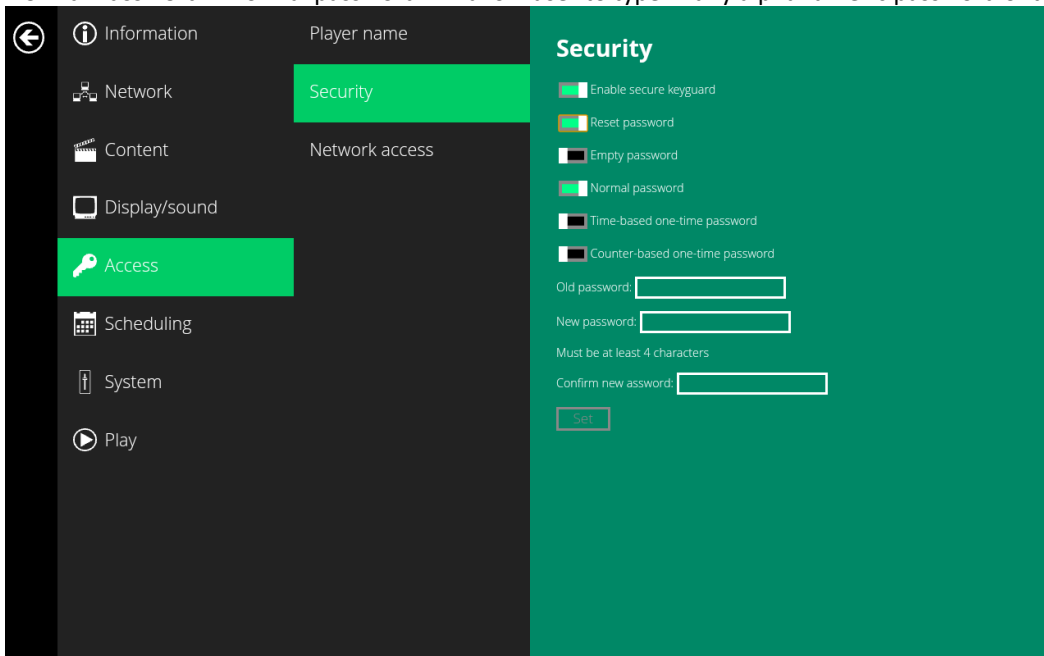 Information
Network
Content
Display/sound
Access
Scheduling
System
Play
Player name
Security
Network access
Security
Enable secure keyguard
Reset password
Empty password
Normal password
Time-based one-time password
Counter-based one-time password
Old password:
New password:
Must be at least 4 characters
Confirm new assword:
Set